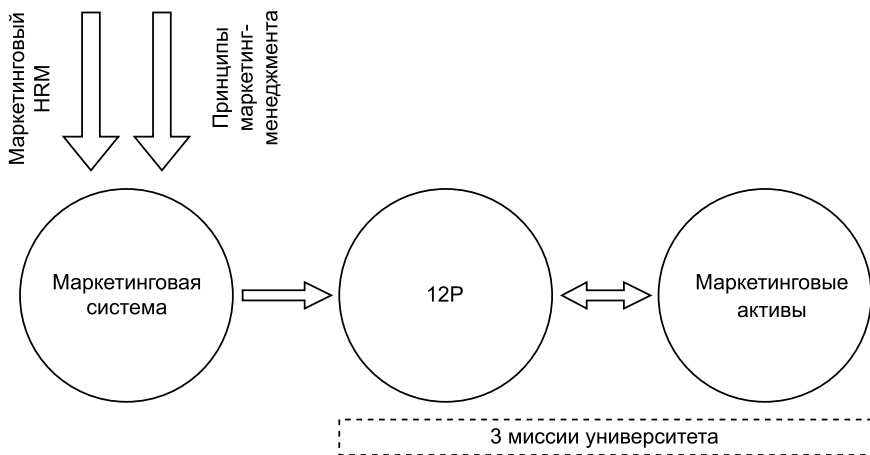 Маркетинговый
HRM
Принципы
маркетинг-
менеджмента
Маркетинговая
система
12P
Маркетинговые
активы
3 миссии университета